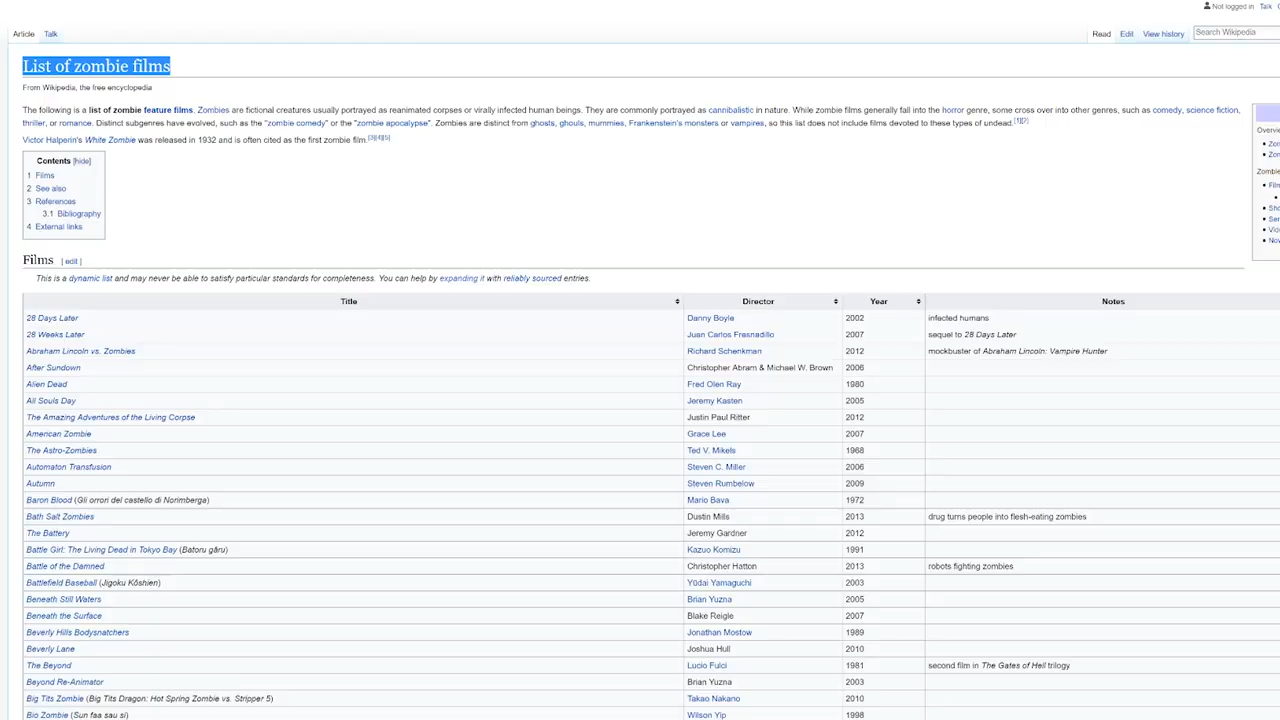 Not logged in Talk
Article Talk
Read Edit View history Search Wikipedia
List of zombie films
From Wikipedia, the free encyclopedia
The following is a list of zombie feature films. Zombies are fictional creatures usually portrayed as reanimated corpses or virally infected human beings. They are commonly portrayed as cannibalistic in nature. While zombie films generally fall into the horror genre, some cross over into other genres, such as comedy, science fiction,
thriller, or romance. Distinct subgenres have evolved, such as the "zombie comedy" or the "zombie apocalypse". Zombies are distinct from ghosts, ghouls, mummies, Frankenstein's monsters or vampires, so this list does not include films devoted to these types of undead.[1][2]
Victor Halperin's White Zombie was released in 1932 and is often cited as the first zombie film.[3][4][5]
Contents [hide]
1 Films
2 See also
3 References
3.1 Bibliography
4 External links
Films [ edit ]
This is a dynamic list and may never be able to satisfy particular standards for completeness. You can help by expanding it with reliably sourced entries.
Title Director Year Notes
28 Days Later Danny Boyle 2002 infected humans
28 Weeks Later Juan Carlos Fresnadillo 2007 sequel to 28 Days Later
Abraham Lincoln vs. Zombies Richard Schenkman 2012 mockbuster of Abraham Lincoln: Vampire Hunter
After Sundown Christopher Abram & Michael W. Brown 2006
Alien Dead Fred Olen Ray 1980
All Souls Day Jeremy Kasten 2005
The Amazing Adventures of the Living Corpse Justin Paul Ritter 2012
American Zombie Grace Lee 2007
The Astro-Zombies Ted V. Mikels 1968
Automaton Transfusion Steven C. Miller 2006
Autumn Steven Rumbelow 2009
Baron Blood (Gli orrori del castello di Norimberga) Mario Bava 1972
Bath Salt Zombies Dustin Mills 2013 drug turns people into flesh-eating zombies
The Battery Jeremy Gardner 2012
Battle Girl: The Living Dead in Tokyo Bay (Batoru gāru) Kazuo Komizu 1991
Battle of the Damned Christopher Hatton 2013 robots fighting zombies
Battlefield Baseball (Jigoku Kōshien) Yūdai Yamaguchi 2003
Beneath Still Waters Brian Yuzna 2005
Beneath the Surface Blake Reigle 2007
Beverly Hills Bodysnatchers Jonathan Mostow 1989
Beverly Lane Joshua Hull 2010
The Beyond Lucio Fulci 1981 second film in The Gates of Hell trilogy
Beyond Re-Animator Brian Yuzna 2003
Big Tits Zombie (Big Tits Dragon: Hot Spring Zombie vs. Stripper 5) Takao Nakano 2010
Bio Zombie (Sun faa sau si) Wilson Yip 1998